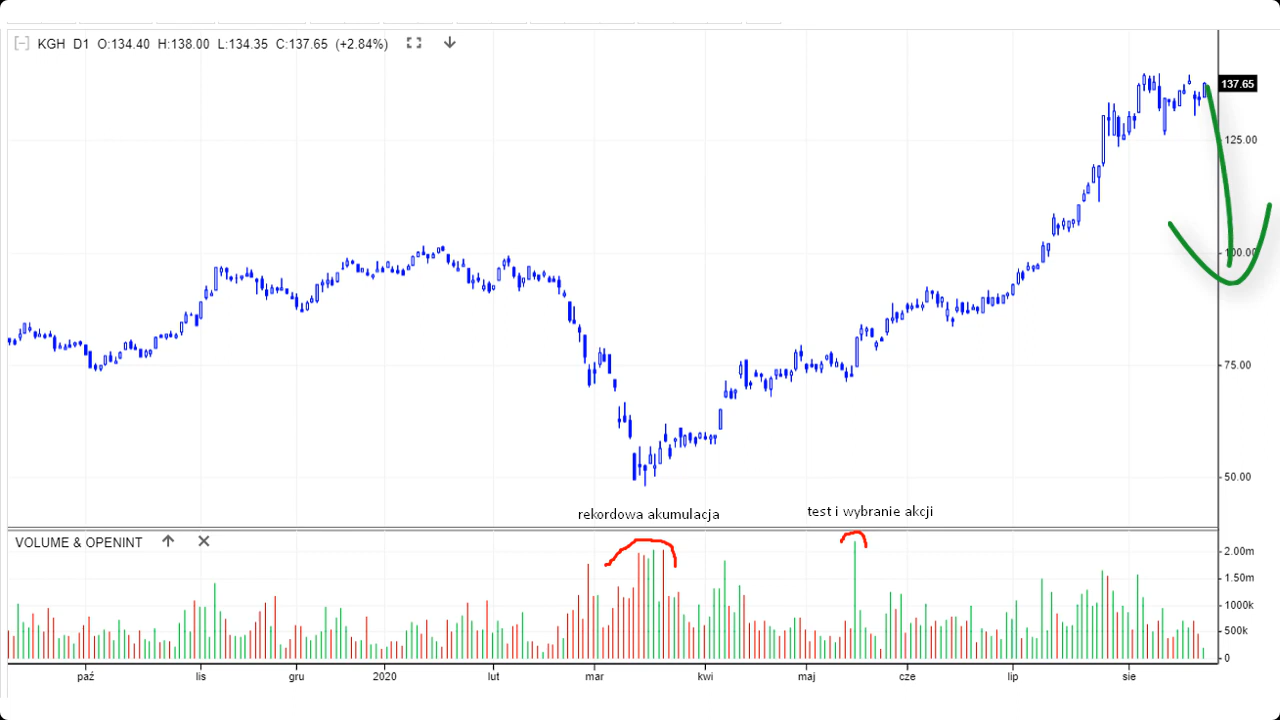 [−] KGH D1 O:134.40 H:138.00 L:134.35 C:137.65 (+2.84%)
137.65
125.00
100.00
75.00
50.00
rekordowa akumulacja
test i wybranie akcji
VOLUME & OPENINT
2.00m
1.50m
1000k
500k
0
paź lis gru 2020 lut mar kwi maj cze lip sie